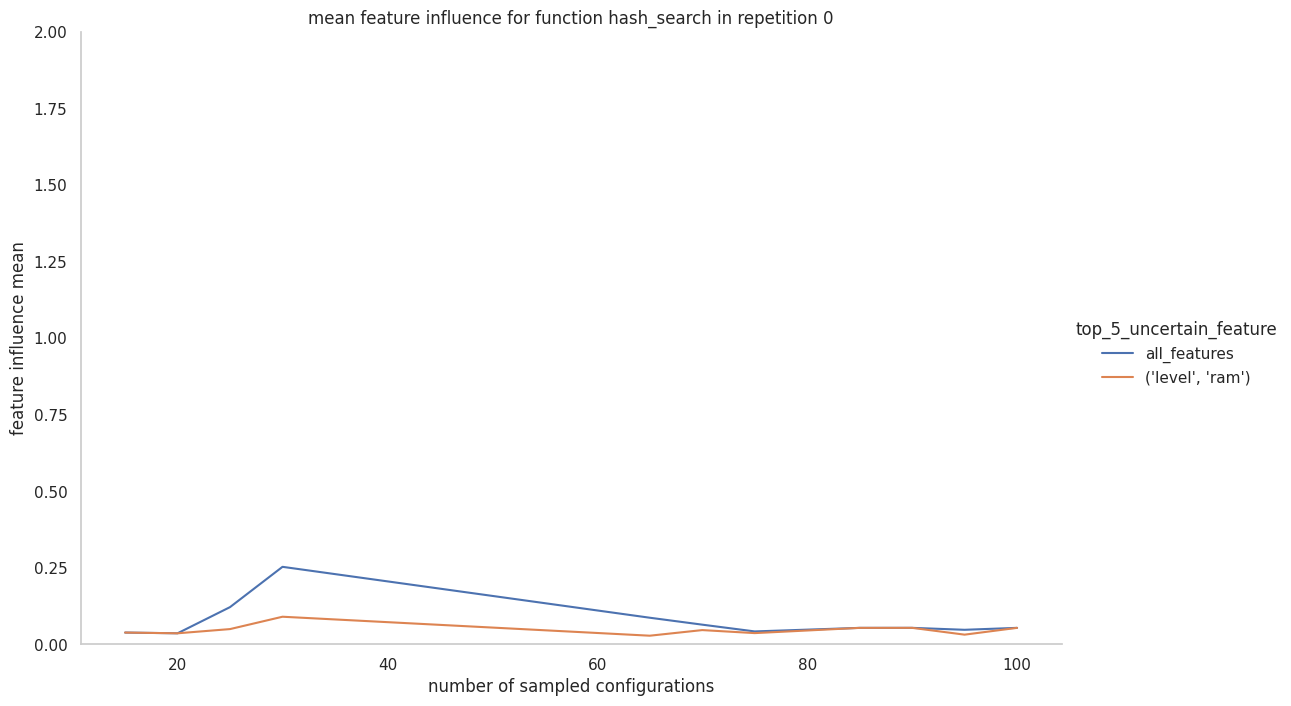 mean feature influence for function hash_search in repetition 0
2.00
1.75
1.50
1.25
1.00
0.75
0.50
0.25
0.00
feature influence mean
20 40 60 80 100
number of sampled configurations
top_5_uncertain_feature
all_features
('level', 'ram')